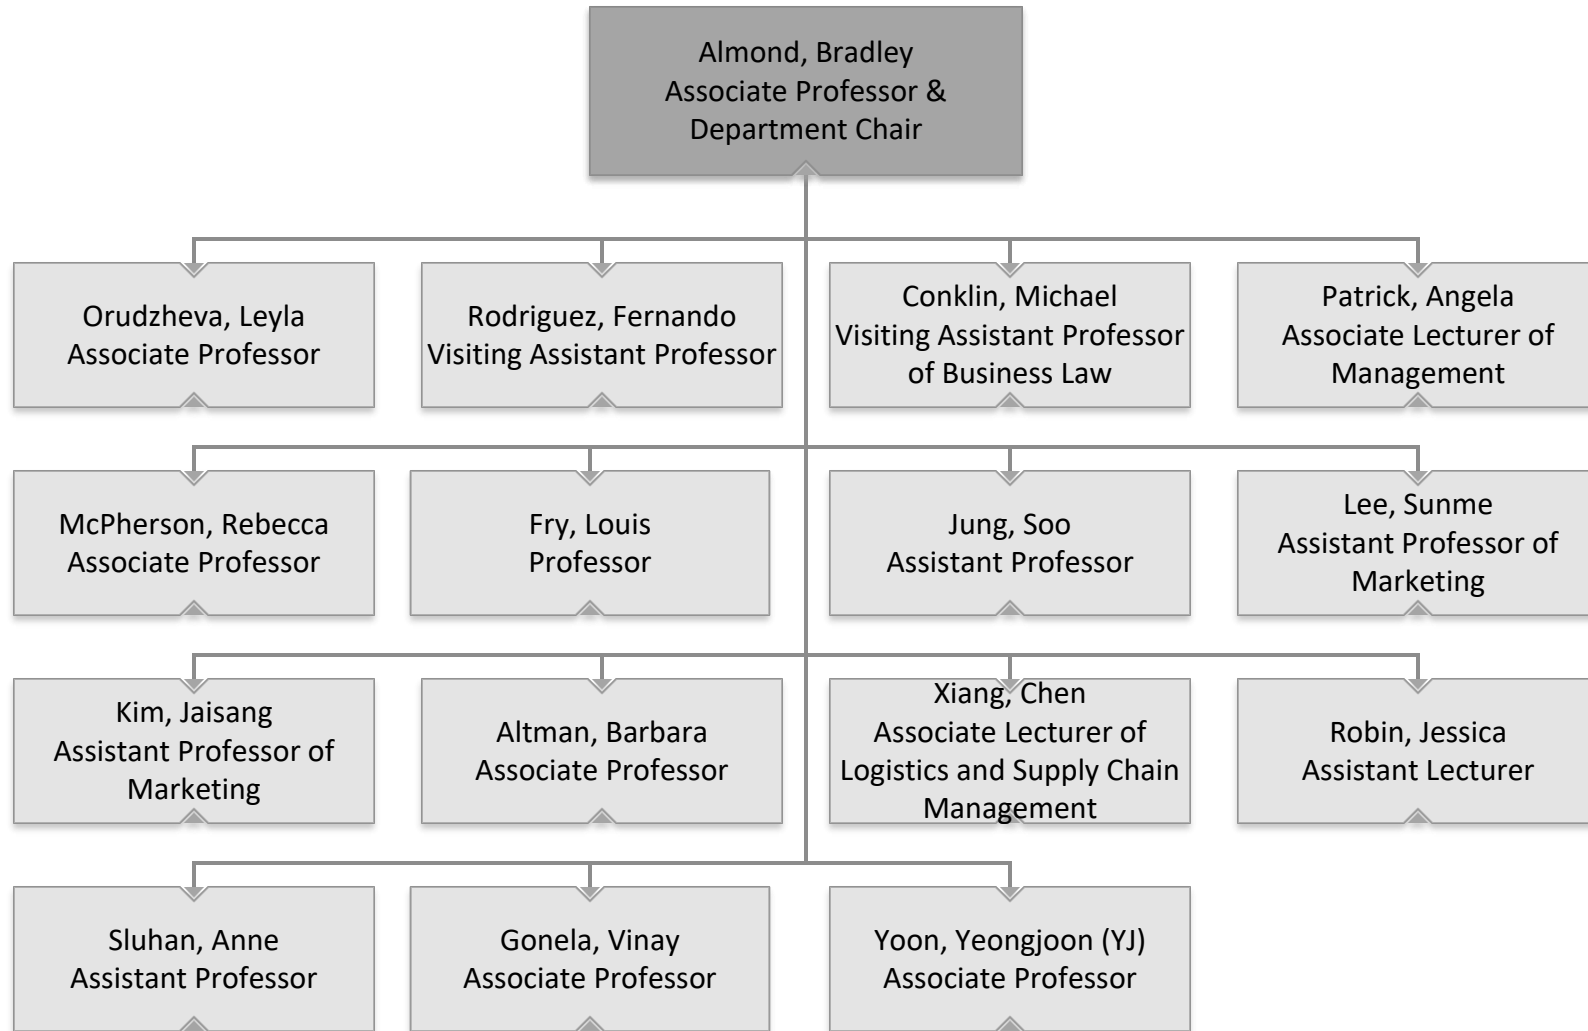 Almond, Bradley
Associate Professor &
Department Chair
Orudzheva, Leyla
Associate Professor
Rodriguez, Fernando
Visiting Assistant Professor
Conklin, Michael
Visiting Assistant Professor
of Business Law
Patrick, Angela
Associate Lecturer of
Management
McPherson, Rebecca
Associate Professor
Fry, Louis
Professor
Jung, Soo
Assistant Professor
Lee, Sunme
Assistant Professor of
Marketing
Kim, Jaisang
Assistant Professor of
Marketing
Altman, Barbara
Associate Professor
Xiang, Chen
Associate Lecturer of
Logistics and Supply Chain
Management
Robin, Jessica
Assistant Lecturer
Sluhan, Anne
Assistant Professor
Gonela, Vinay
Associate Professor
Yoon, Yeongjoon (YJ)
Associate Professor